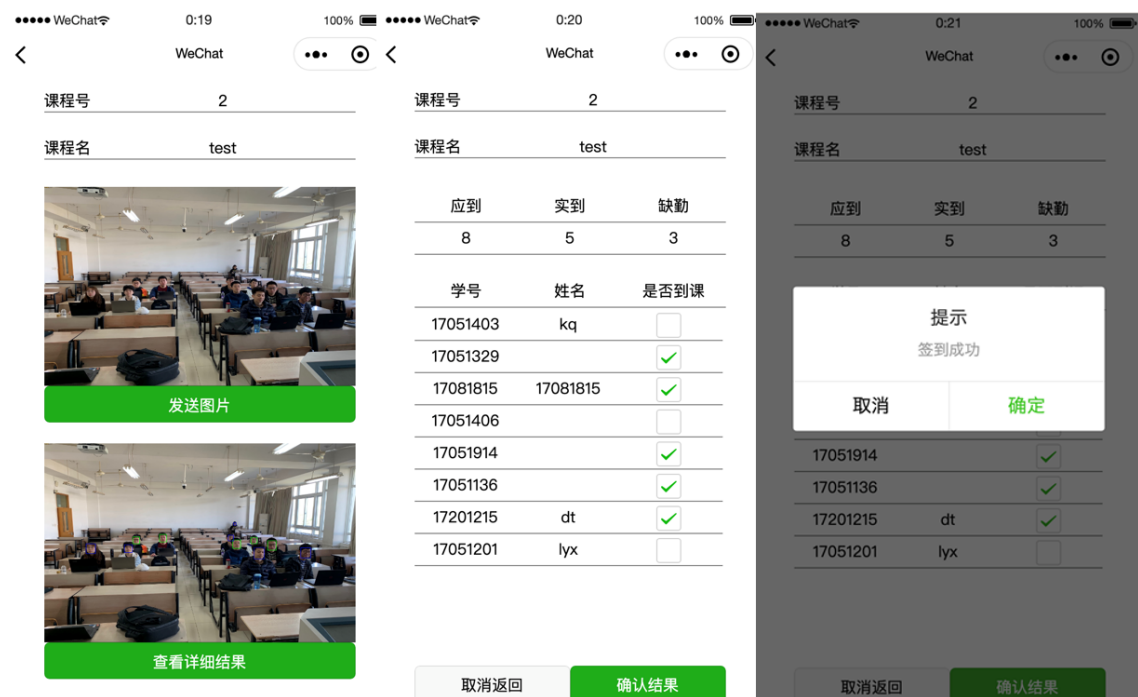 WeChat 0:19 100%
WeChat
课程号 2
课程名 test
发送图片
查看详细结果
WeChat 0:20 100%
WeChat
课程号 2
课程名 test
应到 实到 缺勤
8 5 3
学号 姓名 是否到课
17051403 kq
17051329
17081815 17081815
17051406
17051914
17051136
17201215 dt
17051201 lyx
取消返回 确认结果
WeChat 0:21 100%
WeChat
课程号 2
课程名 test
应到 实到 缺勤
8 5 3
提示
签到成功
取消 确定
17051914
17051136
17201215 dt
17051201 lyx
取消返回 确认结果